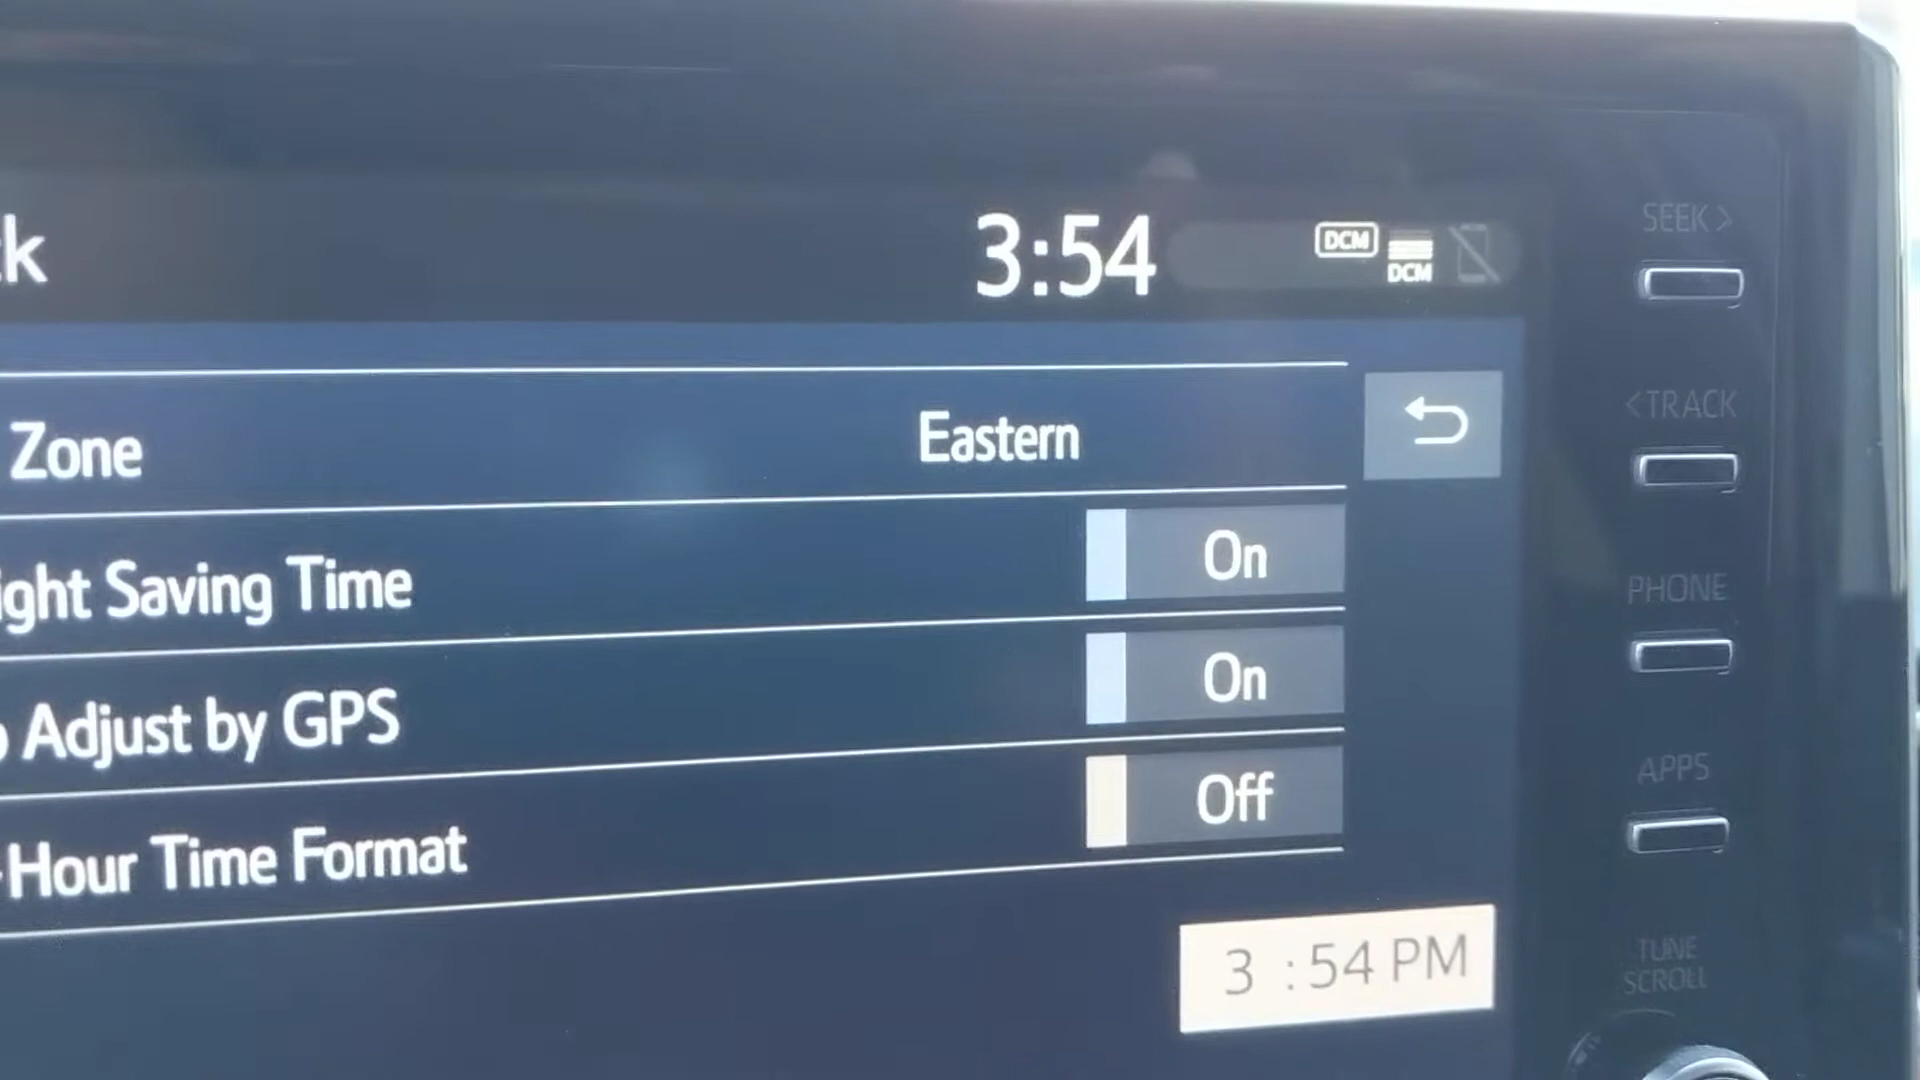 k
3:54 DCM DCM
SEEK >
Zone Eastern
< TRACK
ight Saving Time On
PHONE
o Adjust by GPS On
APPS
-Hour Time Format Off
TUNE
SCROLL
3 :54 PM